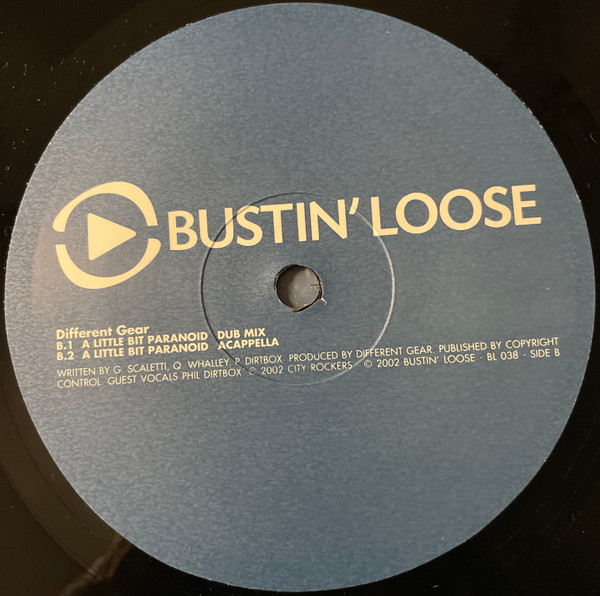 BUSTIN' LOOSE
Different Gear
B.1 A LITTLE BIT PARANOID DUB MIX
B.2 A LITTLE BIT PARANOID ACAPPELLA
WRITTEN BY G. SCALETTI, Q. WHALLEY P. DIRTBOX PRODUCED BY DIFFERENT GEAR. PUBLISHED BY COPYRIGHT
CONTROL GUEST VOCALS PHIL DIRTBOX ℗ 2002 CITY ROCKERS © 2002 BUSTIN' LOOSE · BL 038 - SIDE B